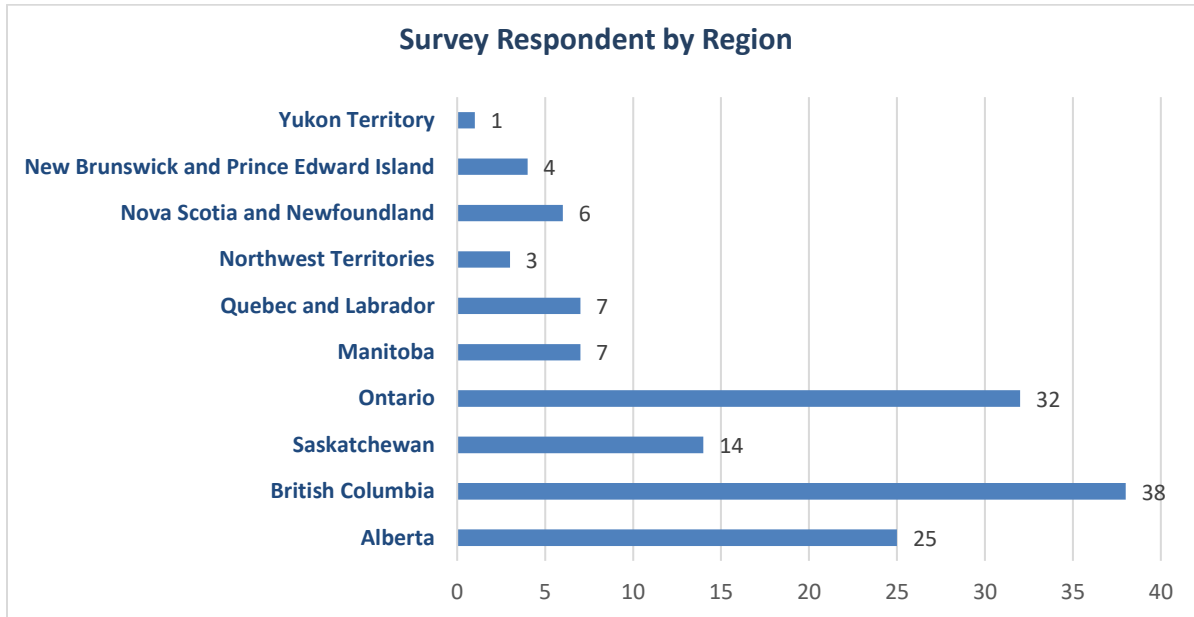 Survey Respondent by Region
Yukon Territory 1
New Brunswick and Prince Edward Island 4
Nova Scotia and Newfoundland 6
Northwest Territories 3
Quebec and Labrador 7
Manitoba 7
Ontario 32
Saskatchewan 14
British Columbia 38
Alberta 25
0 5 10 15 20 25 30 35 40